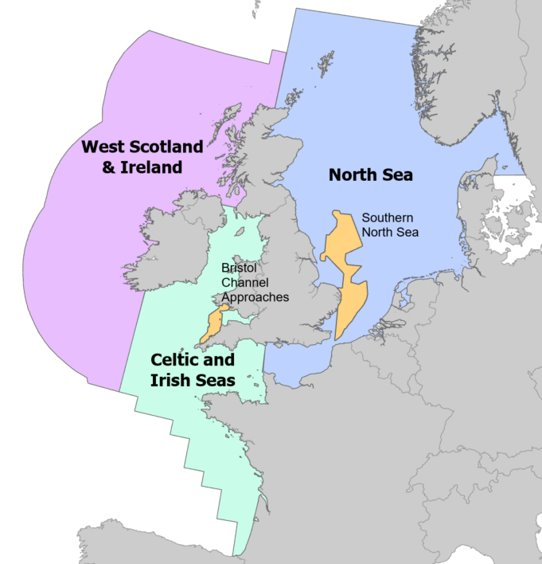 West Scotland
& Ireland
North Sea
Southern
North Sea
Bristol
Channel
Approaches
Celtic and
Irish Seas